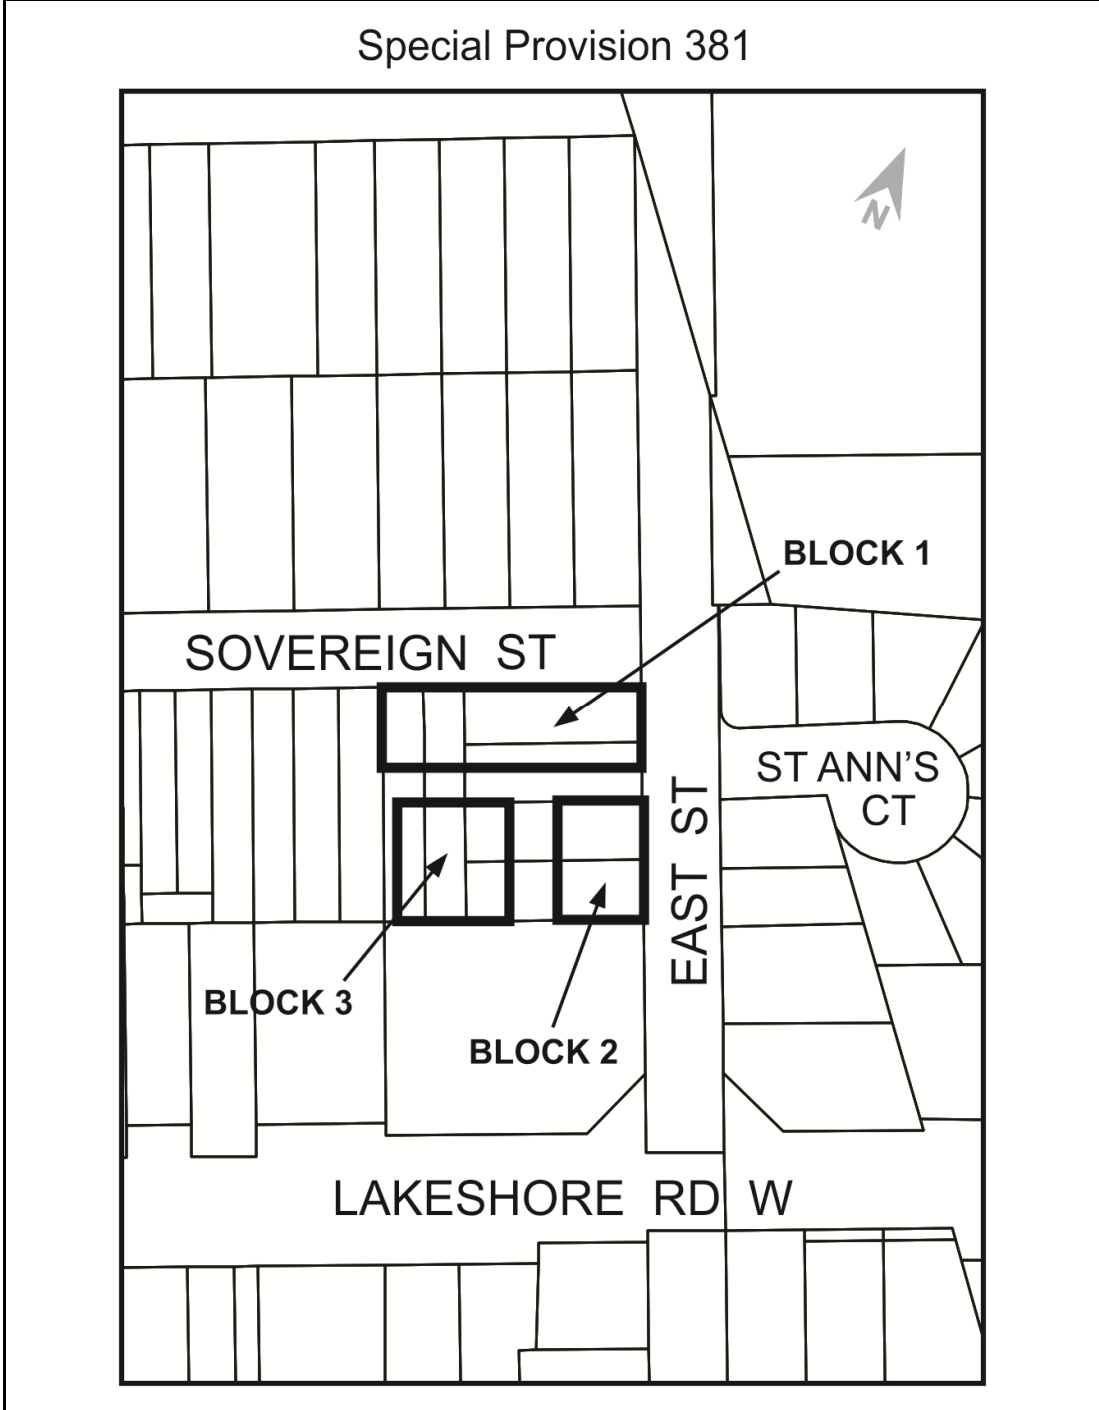 Special Provision 381
N
BLOCK 1
SOVEREIGN ST
ST ANN'S
CT
EAST ST
BLOCK 3
BLOCK 2
LAKESHORE RD W